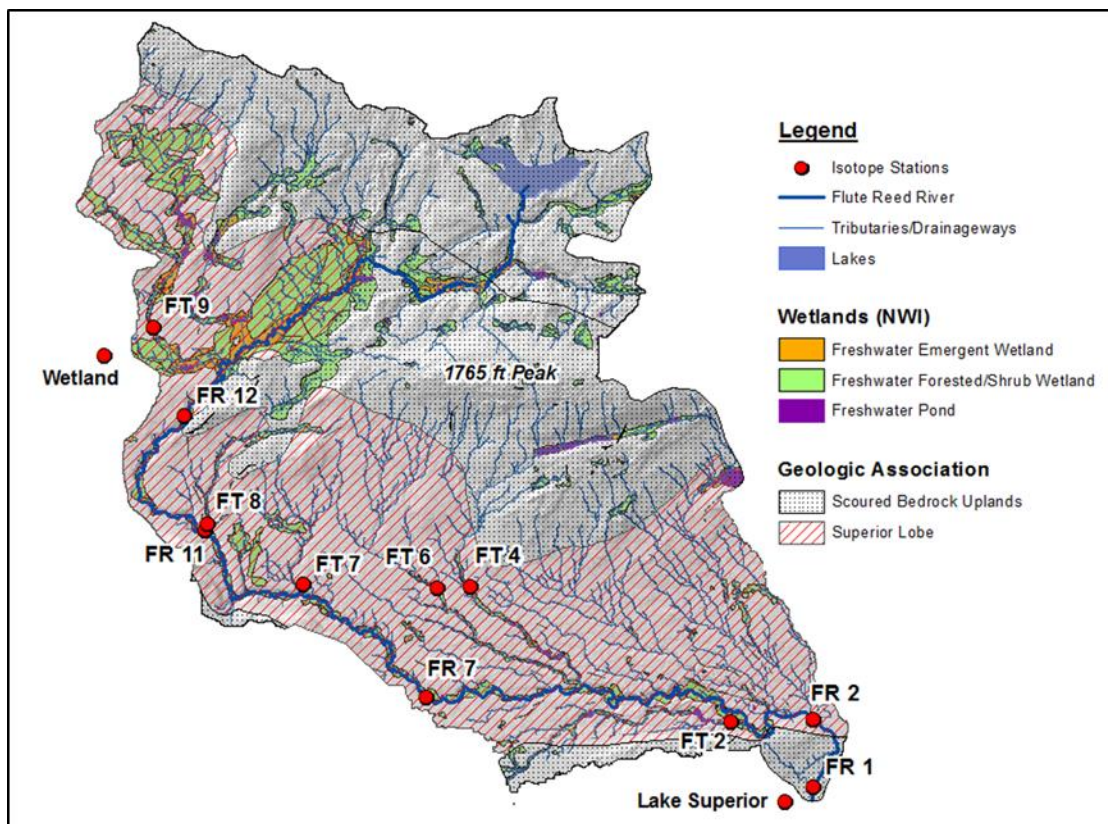 Legend
Isotope Stations
Flute Reed River
Tributaries/Drainageways
Lakes
Wetlands (NWI)
Freshwater Emergent Wetland
Freshwater Forested/Shrub Wetland
Freshwater Pond
Geologic Association
Scoured Bedrock Uplands
Superior Lobe
FT 9
Wetland
1765 ft Peak
FR 12
FT 8
FR 11
FT 7
FT 6
FT 4
FR 7
FR 2
FT 2
FR 1
Lake Superior